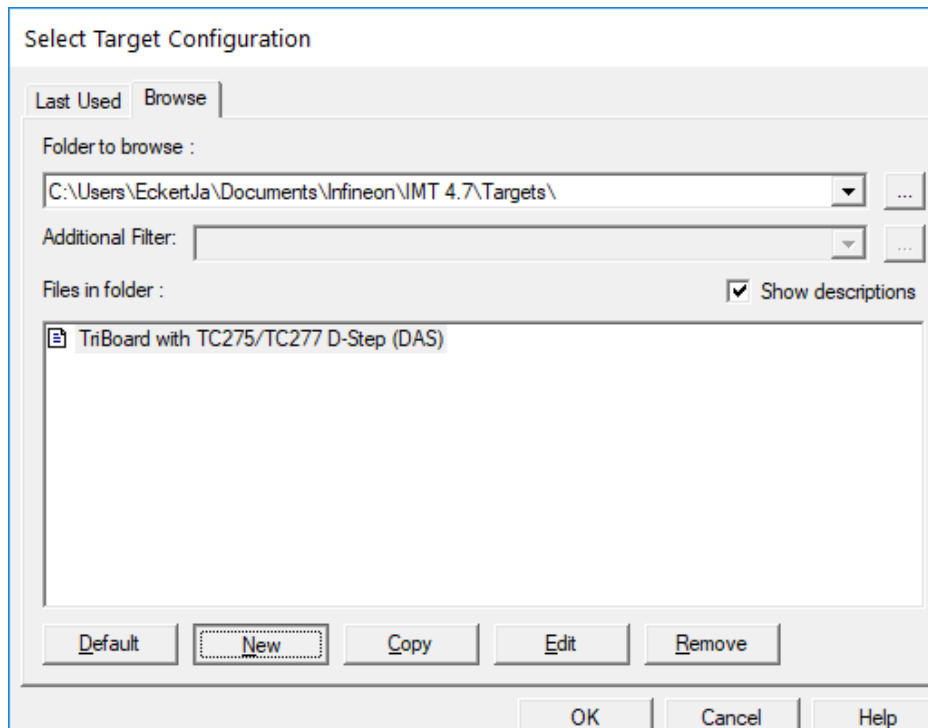 Select Target Configuration
Last Used Browse
Folder to browse :
C:\Users\EckertJa\Documents\Infineon\IMT 4.7\Targets\ ...
Additional Filter: ...
Files in folder : Show descriptions
TriBoard with TC275/TC277 D-Step (DAS)
Default New Copy Edit Remove
OK Cancel Help